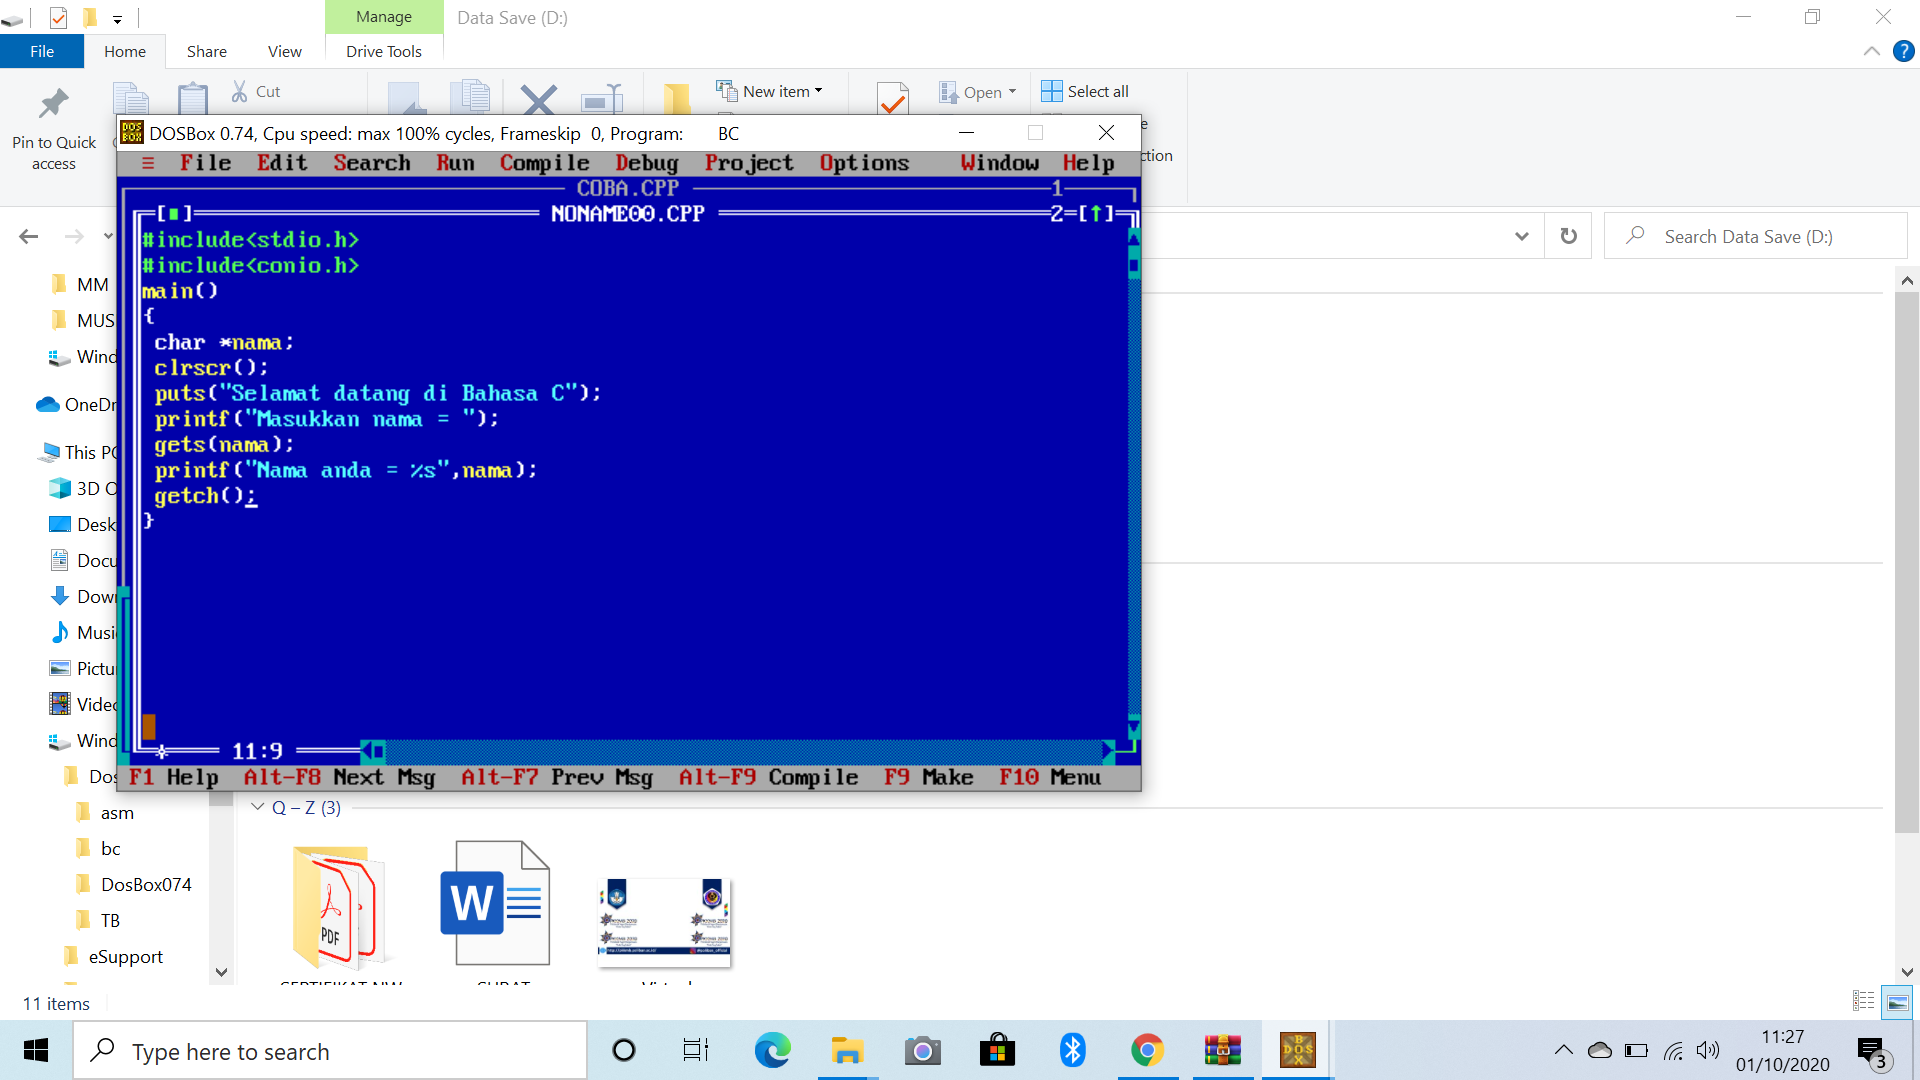 Manage
Data Save (D:)
File
Home
Share
View
Drive Tools
Pin to Quick
access
Cut
New item
Open
Select all
DOSBox 0.74, Cpu speed: max 100% cycles, Frameskip 0, Program: BC
File Edit Search Run Compile Debug Project Options Window Help
COBA.CPP 1
NONAME00.CPP 2
#include<stdio.h>
#include<conio.h>
main()
{
char *nama;
clrscr();
puts("Selamat datang di Bahasa C");
printf("Masukkan nama = ");
gets(nama);
printf("Nama anda = %s",nama);
getch();
}
11:9
F1 Help Alt-F8 Next Msg Alt-F7 Prev Msg Alt-F9 Compile F9 Make F10 Menu
Search Data Save (D:)
MM
MUS
Wind
OneDr
This PC
3D O
Desk
Docu
Down
Music
Pictu
Video
Wind
Dos
asm
bc
DosBox074
TB
eSupport
Q – Z (3)
PDF
W
11 items
Type here to search
11:27
01/10/2020
3